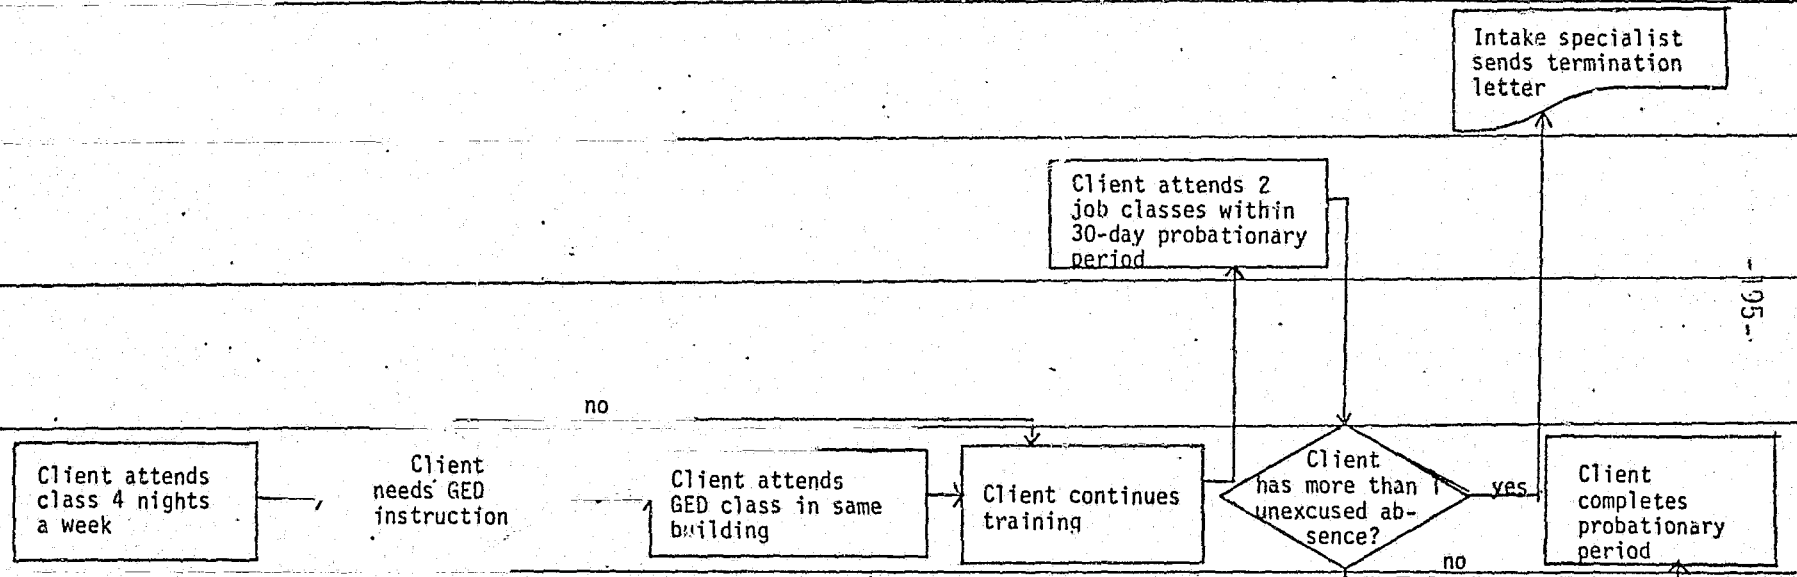 Intake specialist
sends termination
letter
Client attends 2
job classes within
30-day probationary
period
- 195 -
no
Client attends
class 4 nights
a week
Client
needs GED
instruction
Client attends
GED class in same
building
Client continues
training
Client
has more than 1
unexcused ab-
sence?
yes
no
Client
completes
probationary
period